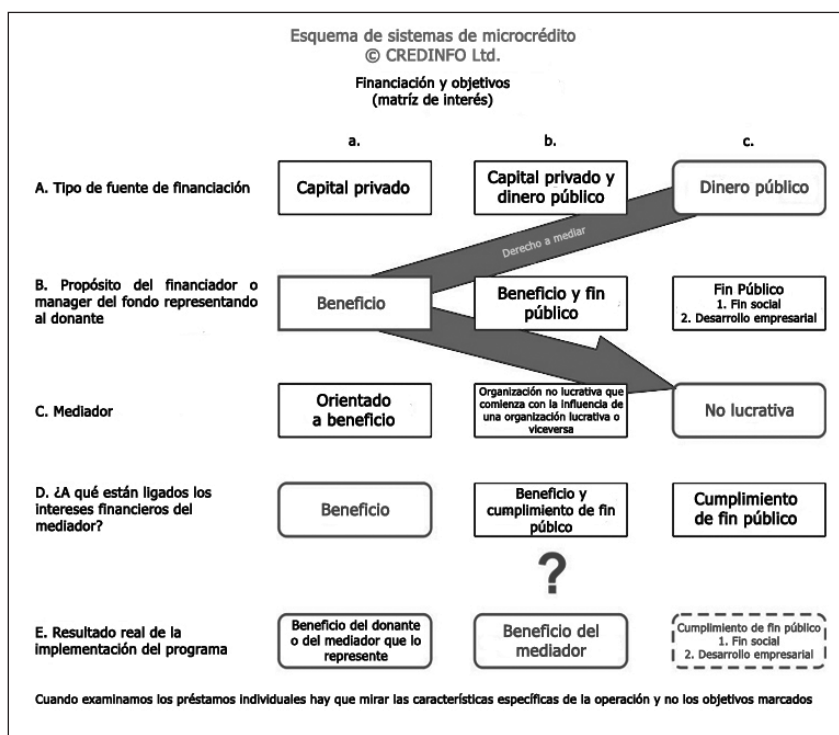 Esquema de sistemas de microcrédito
© CREDINFO Ltd.
Financiación y objetivos
(matríz de interés)
a.
b.
c.
A. Tipo de fuente de financiación
Capital privado
Capital privado y
dinero público
Dinero público
Derecho a mediar
B. Propósito del financiador o
manager del fondo representando
al donante
Beneficio
Beneficio y fin
público
Fin Público
1. Fin social
2. Desarrollo empresarial
C. Mediador
Orientado
a beneficio
Organización no lucrativa que
comienza con la influencia de
una organización lucrativa o
viceversa
No lucrativa
D. ¿A qué están ligados los
intereses financieros del
mediador?
Beneficio
Beneficio y
cumplimiento de fin
públco
Cumplimiento
de fin público
?
E. Resultado real de la
implementación del programa
Beneficio del donante
o del mediador que lo
represente
Beneficio del
mediador
Cumplimiento de fin público
1. Fin social
2. Desarrollo empresarial
Cuando examinamos los préstamos individuales hay que mirar las características específicas de la operación y no los objetivos marcados